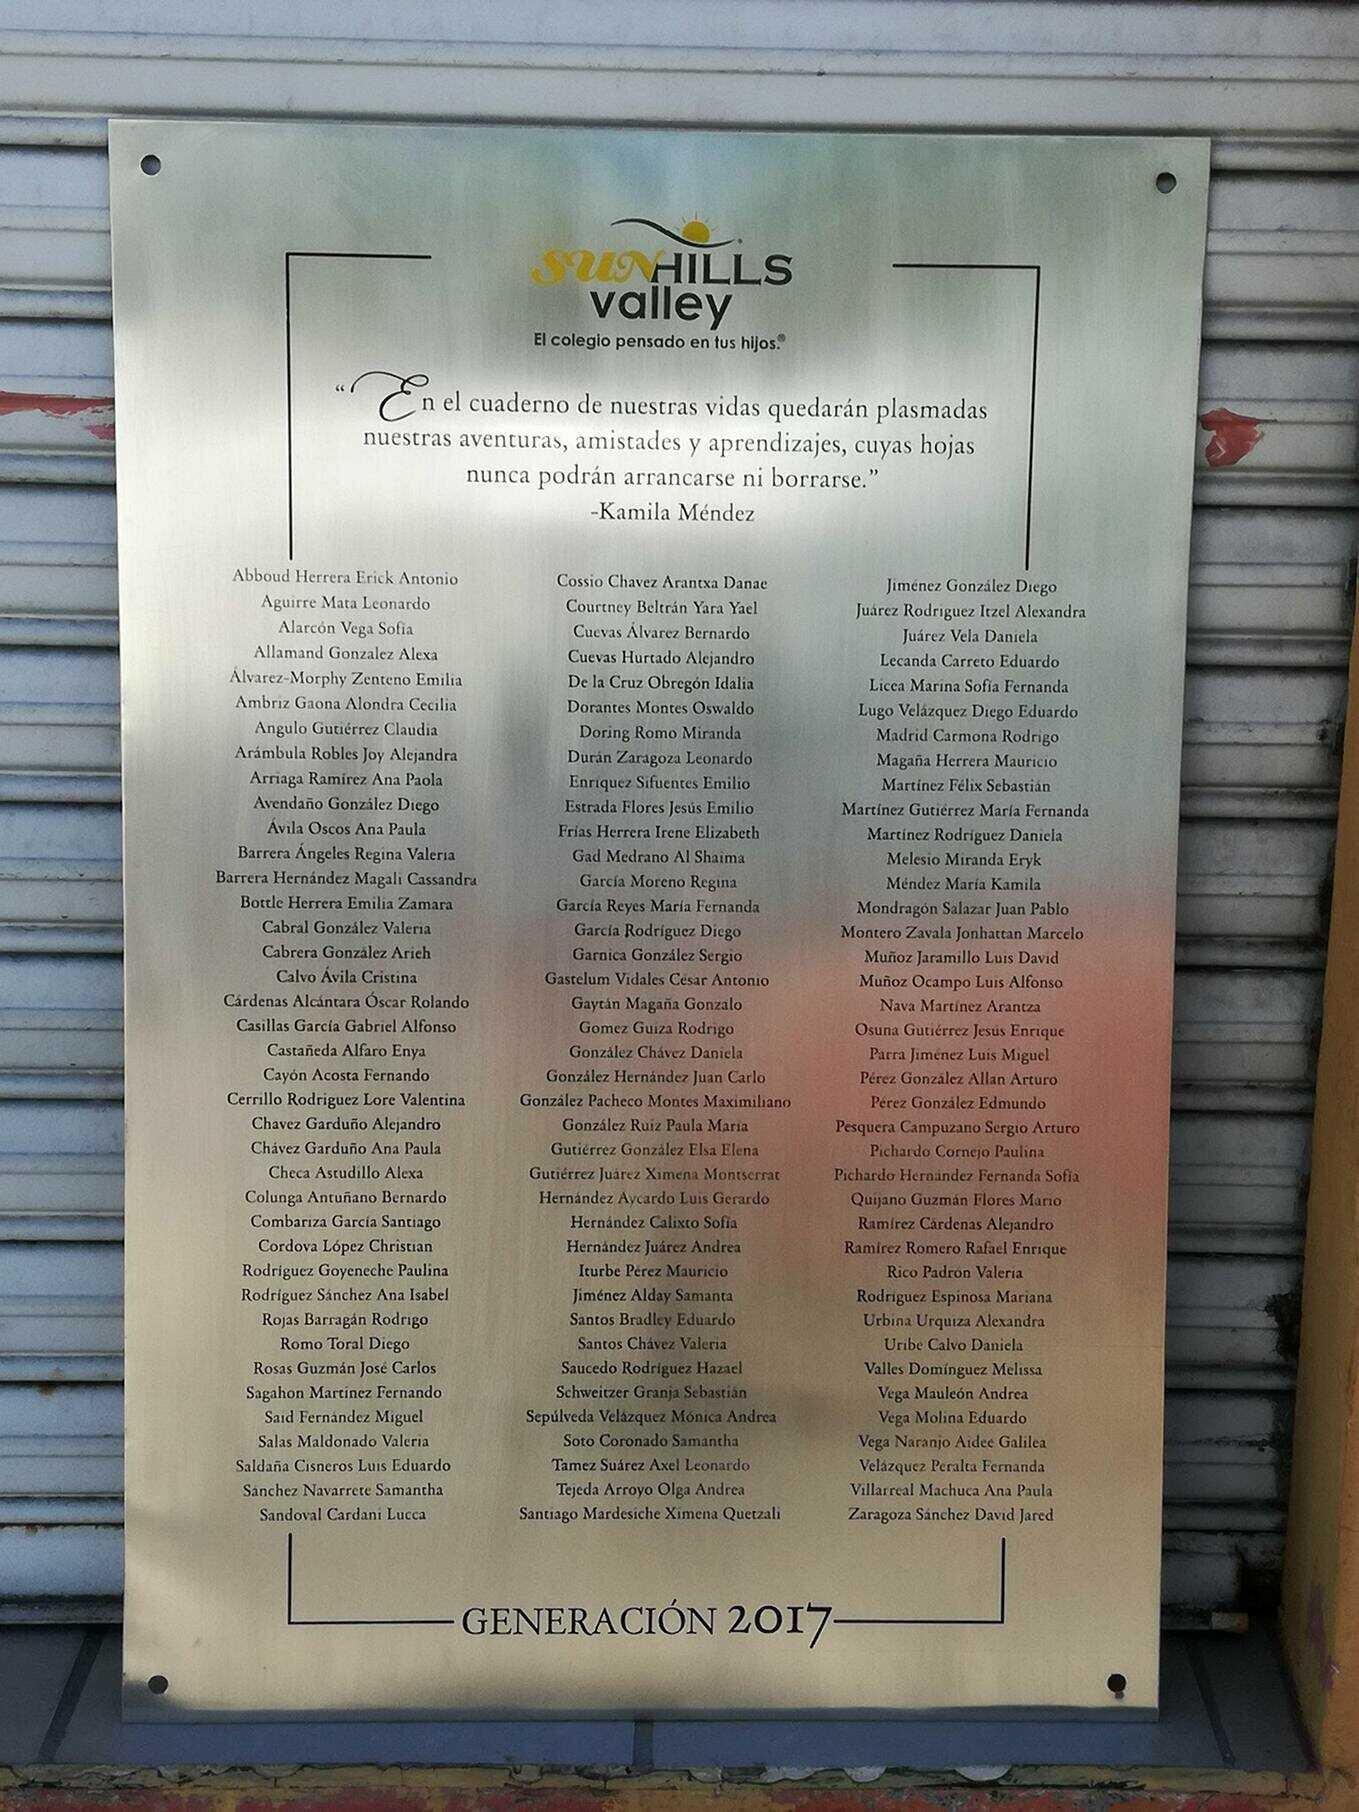 SUNHILLS
valley
El colegio pensado en tus hijos.®
“En el cuaderno de nuestras vidas quedarán plasmadas
nuestras aventuras, amistades y aprendizajes, cuyas hojas
nunca podrán arrancarse ni borrarse.”
-Kamila Méndez
Abboud Herrera Erick Antonio
Aguirre Mata Leonardo
Alarcón Vega Sofía
Allamand Gonzalez Alexa
Álvarez-Morphy Zenteno Emilia
Ambriz Gaona Alondra Cecilia
Angulo Gutiérrez Claudia
Arámbula Robles Joy Alejandra
Arriaga Ramírez Ana Paola
Avendaño González Diego
Ávila Oscos Ana Paula
Barrera Ángeles Regina Valeria
Barrera Hernández Magali Cassandra
Bottle Herrera Emilia Zamara
Cabral González Valeria
Cabrera González Arieh
Calvo Ávila Cristina
Cárdenas Alcántara Óscar Rolando
Casillas García Gabriel Alfonso
Castañeda Alfaro Enya
Cayón Acosta Fernando
Cerrillo Rodriguez Lore Valentina
Chavez Garduño Alejandro
Chávez Garduño Ana Paula
Checa Astudillo Alexa
Colunga Antuñano Bernardo
Combariza García Santiago
Cordova López Christian
Rodríguez Goyeneche Paulina
Rodríguez Sánchez Ana Isabel
Rojas Barragán Rodrigo
Romo Toral Diego
Rosas Guzmán José Carlos
Sagahon Martínez Fernando
Said Fernández Miguel
Salas Maldonado Valeria
Saldaña Cisneros Luis Eduardo
Sánchez Navarrete Samantha
Sandoval Cardani Lucca
Cossio Chavez Arantxa Danae
Courtney Beltrán Yara Yael
Cuevas Álvarez Bernardo
Cuevas Hurtado Alejandro
De la Cruz Obregón Idalia
Dorantes Montes Oswaldo
Doring Romo Miranda
Durán Zaragoza Leonardo
Enriquez Sifuentes Emilio
Estrada Flores Jesús Emilio
Frías Herrera Irene Elizabeth
Gad Medrano Al Shaima
García Moreno Regina
García Reyes María Fernanda
García Rodríguez Diego
Garnica González Sergio
Gastelum Vidales César Antonio
Gaytán Magaña Gonzalo
Gomez Guiza Rodrigo
González Chávez Daniela
González Hernández Juan Carlo
González Pacheco Montes Maximiliano
González Ruiz Paula María
Gutiérrez González Elsa Elena
Gutiérrez Juárez Ximena Montserrat
Hernández Aycardo Luis Gerardo
Hernández Calixto Sofía
Hernández Juárez Andrea
Iturbe Pérez Mauricio
Jiménez Alday Samanta
Santos Bradley Eduardo
Santos Chávez Valeria
Saucedo Rodríguez Hazael
Schweitzer Granja Sebastián
Sepúlveda Velázquez Mónica Andrea
Soto Coronado Samantha
Tamez Suárez Axel Leonardo
Tejeda Arroyo Olga Andrea
Santiago Mardesiche Ximena Quetzali
Jiménez González Diego
Juárez Rodriguez Itzel Alexandra
Juárez Vela Daniela
Lecanda Carreto Eduardo
Licea Marina Sofía Fernanda
Lugo Velázquez Diego Eduardo
Madrid Carmona Rodrigo
Magaña Herrera Mauricio
Martínez Félix Sebastián
Martínez Gutiérrez María Fernanda
Martínez Rodríguez Daniela
Melesio Miranda Eryk
Méndez María Kamila
Mondragón Salazar Juan Pablo
Montero Zavala Jonhattan Marcelo
Muñoz Jaramillo Luis David
Muñoz Ocampo Luis Alfonso
Nava Martínez Arantza
Osuna Gutiérrez Jesús Enrique
Parra Jiménez Luis Miguel
Pérez González Allan Arturo
Pérez González Edmundo
Pesquera Campuzano Sergio Arturo
Pichardo Cornejo Paulina
Pichardo Hernández Fernanda Sofía
Quijano Guzmán Flores Mario
Ramírez Cárdenas Alejandro
Ramírez Romero Rafael Enrique
Rico Padrón Valeria
Rodriguez Espinosa Mariana
Urbina Urquiza Alexandra
Uribe Calvo Daniela
Valles Domínguez Melissa
Vega Mauleón Andrea
Vega Molina Eduardo
Vega Naranjo Aidee Galilea
Velázquez Peralta Fernanda
Villarreal Machuca Ana Paula
Zaragoza Sánchez David Jared
GENERACIÓN 2017